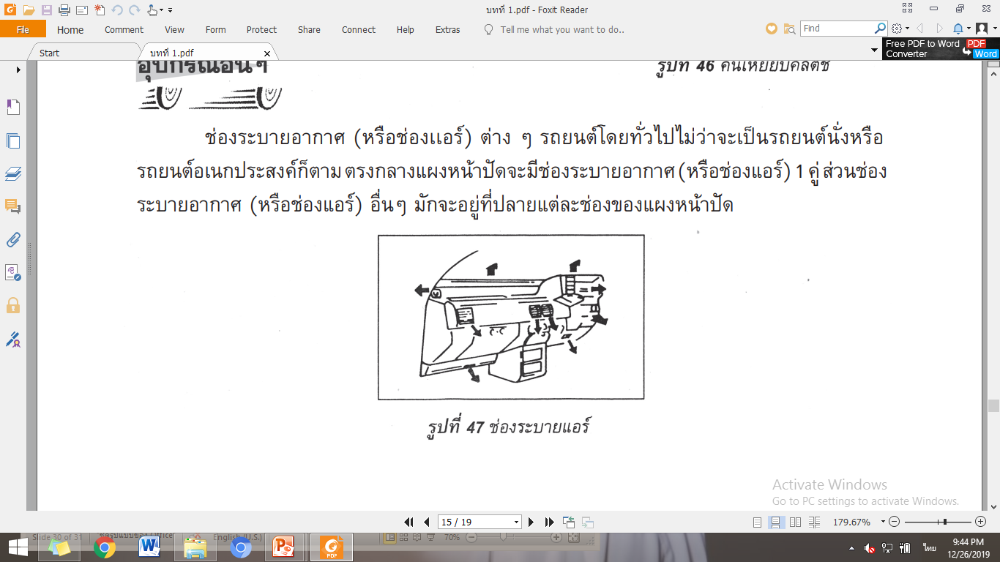 บทที่ 1.pdf - Foxit Reader
File Home Comment View Form Protect Share Connect Help Extras Tell me what you want to do.. Find
Start บทที่ 1.pdf
Free PDF to Word PDF
Converter Word
อุปกรณ์อื่นๆ
รูปที่ 46 คันเหยียบคลัตช์
ช่องระบายอากาศ (หรือช่องแอร์) ต่าง ๆ รถยนต์โดยทั่วไปไม่ว่าจะเป็นรถยนต์นั่งหรือ
รถยนต์อเนกประสงค์ก็ตาม ตรงกลางแผงหน้าปัดจะมีช่องระบายอากาศ (หรือช่องแอร์) 1 คู่ ส่วนช่อง
ระบายอากาศ (หรือช่องแอร์) อื่นๆ มักจะอยู่ที่ปลายแต่ละช่องของแผงหน้าปัด
รูปที่ 47 ช่องระบายแอร์
Activate Windows
Go to PC settings to activate Windows.
15 / 19
179.67%
Slide 30 of 31 English (U.S.) 70%
PDF
ไทย
9:44 PM
12/26/2019